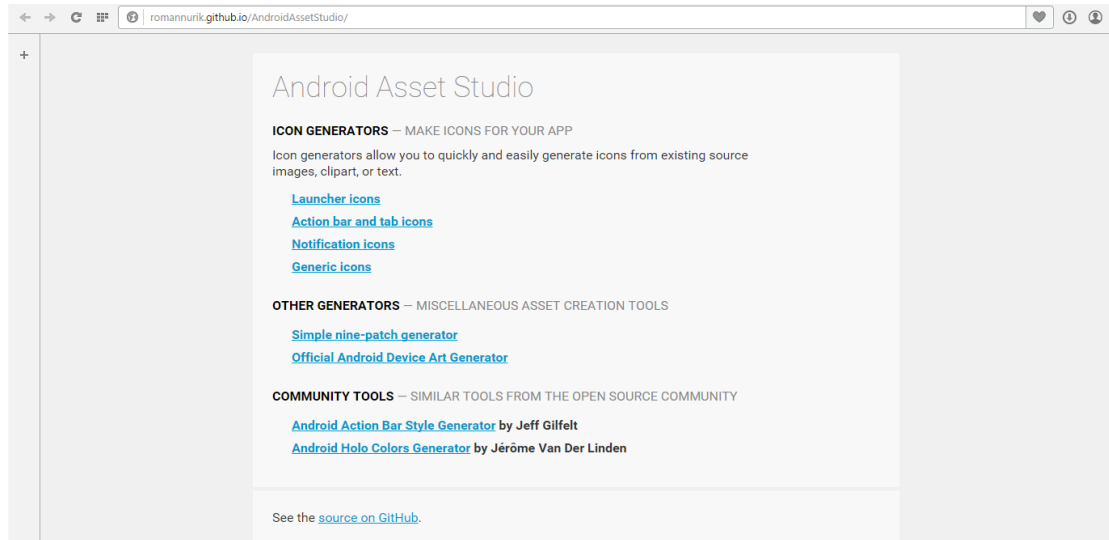 romannurik.github.io/AndroidAssetStudio/
Android Asset Studio
ICON GENERATORS — MAKE ICONS FOR YOUR APP
Icon generators allow you to quickly and easily generate icons from existing source
images, clipart, or text.
Launcher icons
Action bar and tab icons
Notification icons
Generic icons
OTHER GENERATORS — MISCELLANEOUS ASSET CREATION TOOLS
Simple nine-patch generator
Official Android Device Art Generator
COMMUNITY TOOLS — SIMILAR TOOLS FROM THE OPEN SOURCE COMMUNITY
Android Action Bar Style Generator by Jeff Gilfelt
Android Holo Colors Generator by Jérôme Van Der Linden
See the source on GitHub.